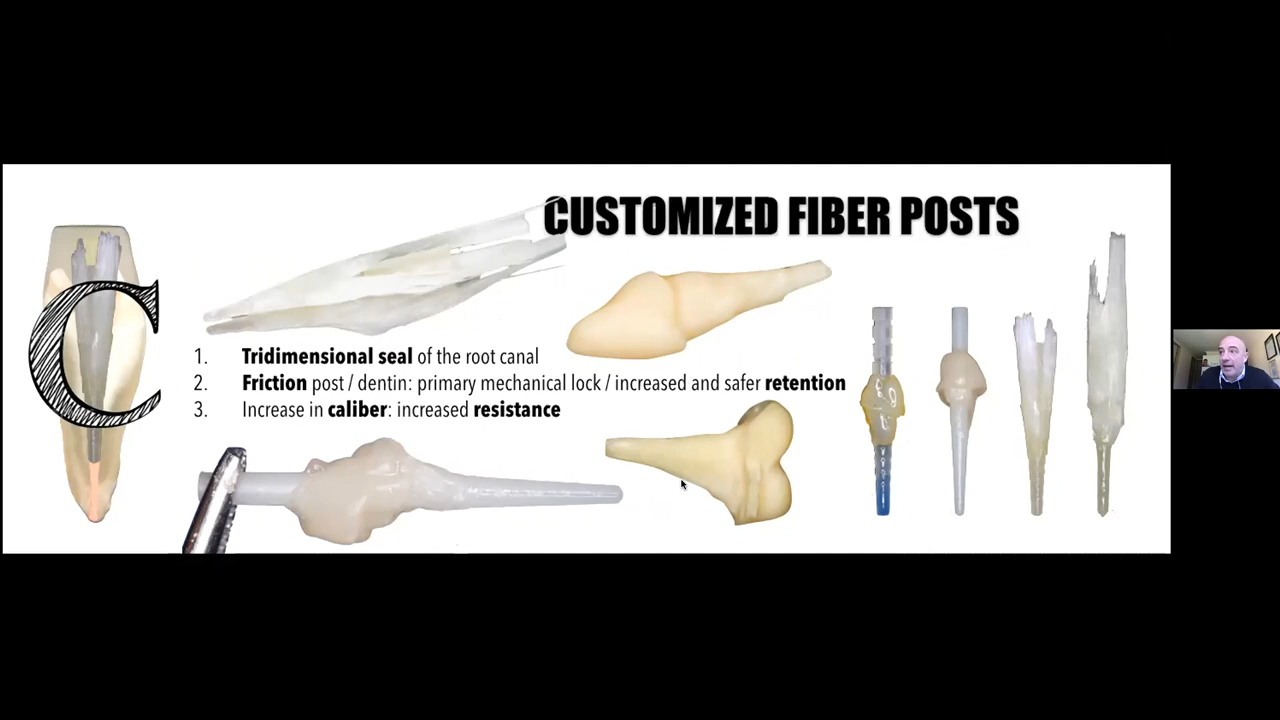 CUSTOMIZED FIBER POSTS
C
1. Tridimensional seal of the root canal
2. Friction post / dentin: primary mechanical lock / increased and safer retention
3. Increase in caliber: increased resistance